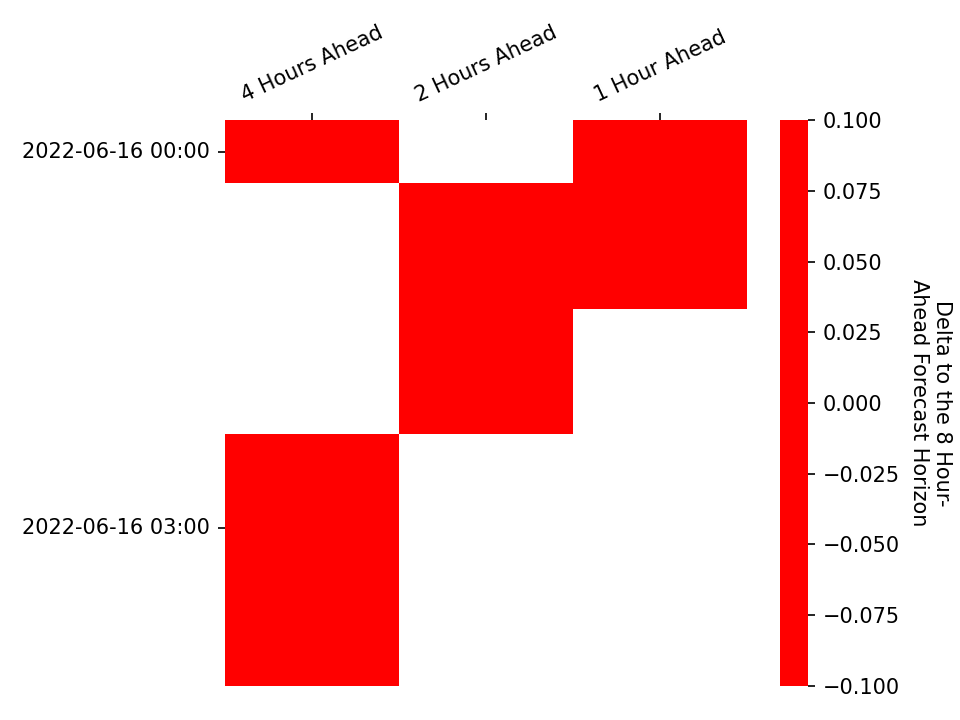 4 Hours Ahead
2 Hours Ahead
1 Hour Ahead
2022-06-16 00:00
2022-06-16 03:00
0.100
0.075
0.050
0.025
0.000
−0.025
−0.050
−0.075
−0.100
Delta to the 8 Hour-
Ahead Forecast Horizon